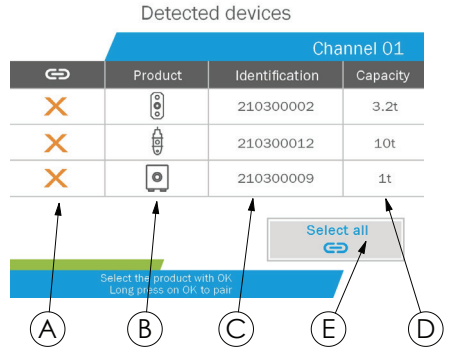 Detected devices
Channel 01
Product Identification Capacity
210300002 3.2t
210300012 10t
210300009 1t
Select all
Select the product with OK
Long press on OK to pair
A B C E D